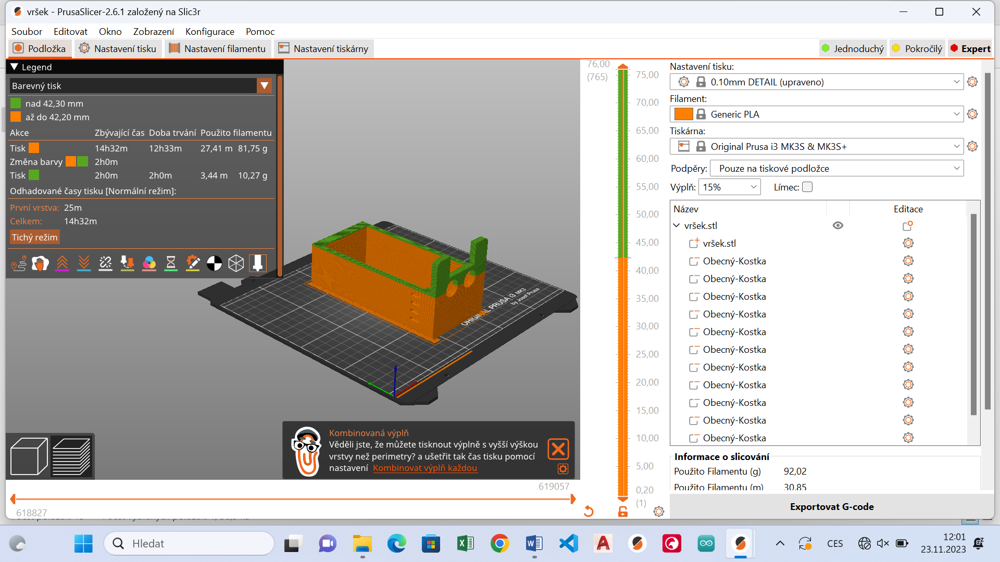 vršek - PrusaSlicer-2.6.1 založený na Slic3r
Soubor Editovat Okno Zobrazení Konfigurace Pomoc
Podložka Nastavení tisku Nastavení filamentu Nastavení tiskárny Jednoduchý Pokročilý Expert
Legend
Barevný tisk
nad 42,30 mm
až do 42,20 mm
Akce Zbývající čas Doba trvání Použito filamentu
Tisk 14h32m 12h33m 27,41 m 81,75 g
Změna barvy 2h0m
Tisk 2h0m 2h0m 3,44 m 10,27 g
Odhadované časy tisku [Normální režim]:
První vrstva: 25m
Celkem: 14h32m
Tichý režim
ORIGINAL PRUSA i3 MK3
by Josef Prusa
Kombinovaná výplň
Věděli jste, že můžete tisknout výplně s vyšší výškou
vrstvy než perimetry? a ušetřit tak čas tisku pomocí
nastavení Kombinovat výplň každou
619057
618827
76,00
(765)
75,00
70,00
65,00
60,00
55,00
50,00
45,00
40,00
35,00
30,00
25,00
20,00
15,00
10,00
5,00
0,20
(1)
Nastavení tisku:
0.10mm DETAIL (upraveno)
Filament:
Generic PLA
Tiskárna:
Original Prusa i3 MK3S & MK3S+
Podpěry: Pouze na tiskové podložce
Výplň: 15% Límec:
Název Editace
vršek.stl
vršek.stl
Obecný-Kostka
Obecný-Kostka
Obecný-Kostka
Obecný-Kostka
Obecný-Kostka
Obecný-Kostka
Obecný-Kostka
Obecný-Kostka
Obecný-Kostka
Obecný-Kostka
Obecný-Kostka
Informace o slicování
Použito Filamentu (g) 92,02
Použito Filamentu (m) 30,85
Exportovat G-code
Hledat
CES
12:01
23.11.2023